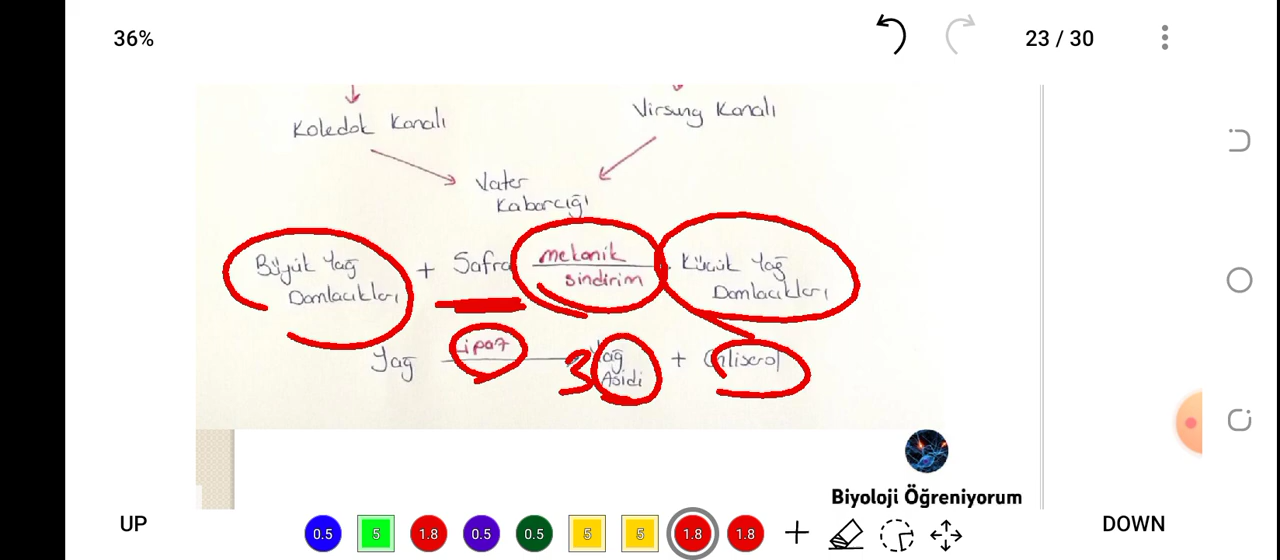 36%
23 / 30
Koledok Kanalı
Virsung Kanalı
Vater
Kabarcığı
Büyük Yağ
Domlacıkları
+ Safra
mekanik
sindirim
Küçük Yağ
Domlacıkları
Yağ
Lipaz
3 Yağ
Asidi
+ Gliserol
Biyoloji Öğreniyorum
UP
0.5
5
1.8
0.5
0.5
5
5
1.8
1.8
DOWN